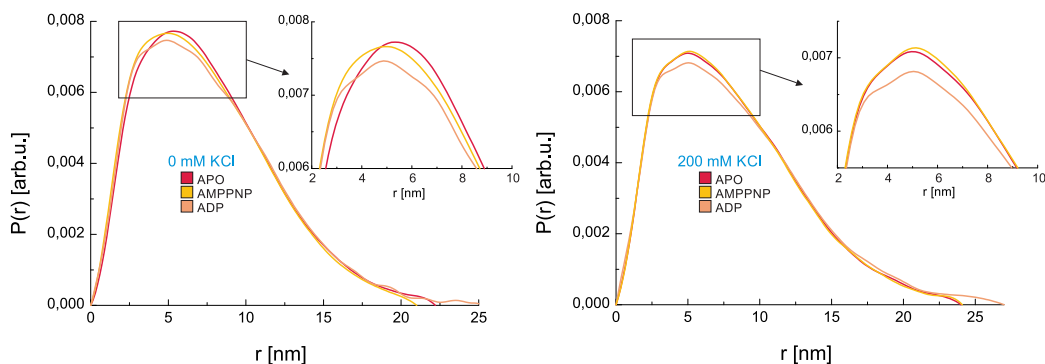 0,008
0,006
0,004
0,002
0,000
P(r) [arb.u.]
0 5 10 15 20 25
r [nm]
0 mM KCl
APO
AMPPNP
ADP
0,008
0,007
0,006
2 4 6 8 10
r [nm]
0,008
0,006
0,004
0,002
0,000
P(r) [arb.u.]
0 5 10 15 20 25
r [nm]
200 mM KCl
APO
AMPPNP
ADP
0,007
0,006
2 4 6 8 10
r [nm]